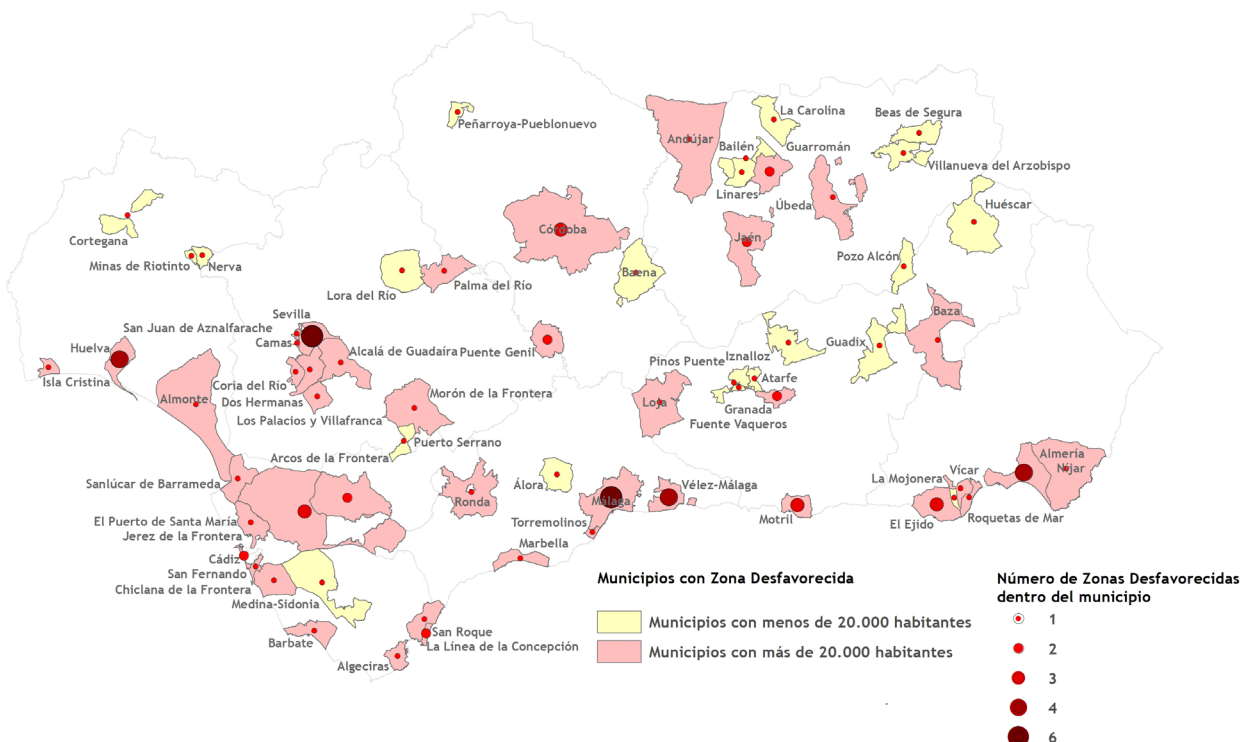 La Carolina
Beas de Segura
Peñarroya-Pueblonuevo
Andújar
Bailén
Guarromán
Villanueva del Arzobispo
Linares
Úbeda
Huéscar
Cortegana
Córdoba
Jaén
Minas de Riotinto
Nerva
Pozo Alcón
Baena
Lora del Río
Palma del Río
Sevilla
Baza
San Juan de Aznalfarache
Huelva
Camas
Alcalá de Guadaíra
Puente Genil
Guadix
Pinos Puente
Iznalloz
Isla Cristina
Atarfe
Coria del Río
Almonte
Dos Hermanas
Morón de la Frontera
Loja
Granada
Los Palacios y Villafranca
Fuente Vaqueros
Puerto Serrano
Arcos de la Frontera
Almería
Níjar
Vícar
La Mojonera
Sanlúcar de Barrameda
Álora
Vélez-Málaga
Ronda
Málaga
Motril
Roquetas de Mar
El Ejido
El Puerto de Santa María
Torremolinos
Jerez de la Frontera
Marbella
Cádiz
San Fernando
Chiclana de la Frontera
Medina-Sidonia
San Roque
Barbate
La Línea de la Concepción
Algeciras
Municipios con Zona Desfavorecida
Municipios con menos de 20.000 habitantes
Municipios con más de 20.000 habitantes
Número de Zonas Desfavorecidas
dentro del municipio
1
2
3
4
6